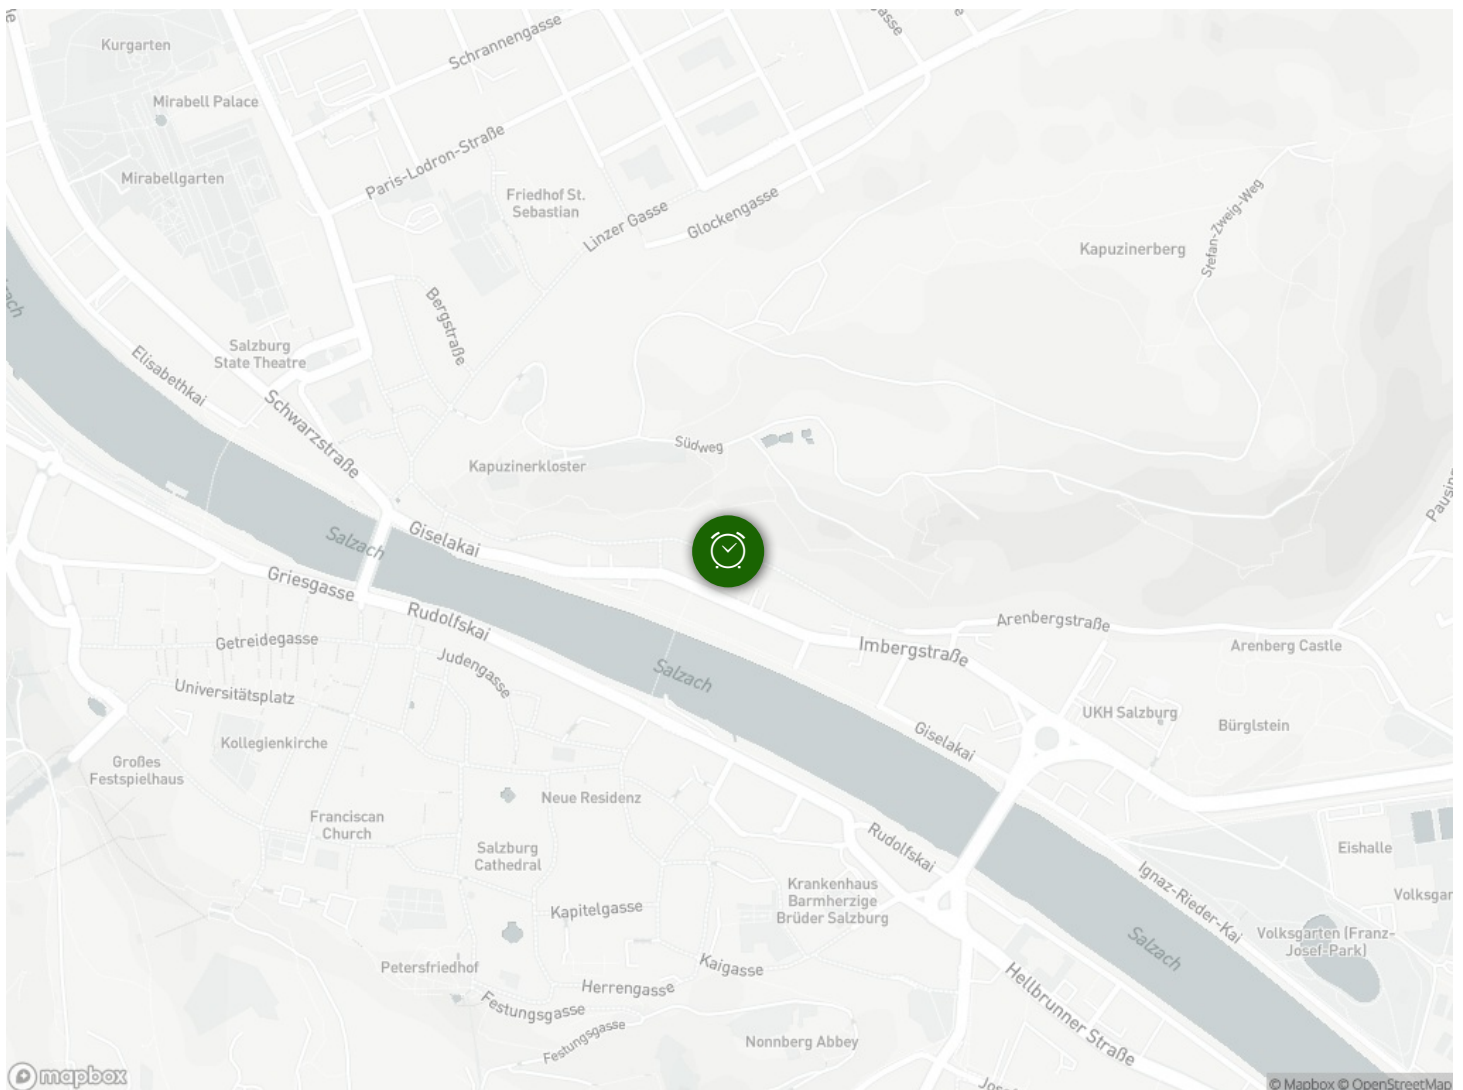 Kurgarten
Schrannengasse
Mirabell Palace
Paris-Lodron-Straße
Mirabellgarten
Friedhof St.
Sebastian
Linzer Gasse
Glockengasse
Stefan-Zweig-Weg
Kapuzinerberg
Bergstraße
Salzburg
State Theatre
Elisabethkai
Schwarzstraße
Südweg
Kapuzinerkloster
Salzach
Giselakai
Griesgasse
Rudolfskai
Getreidegasse
Judengasse
Universitätsplatz
Salzach
Imbergstraße
Arenbergstraße
Arenberg Castle
UKH Salzburg
Bürglstein
Giselakai
Kollegienkirche
Großes
Festspielhaus
Neue Residenz
Franciscan
Church
Salzburg
Cathedral
Rudolfskai
Eishalle
Krankenhaus
Barmherzige
Brüder Salzburg
Ignaz-Rieder-Kai
Volksgar
Kapitelgasse
Salzach
Volksgarten (Franz-
Josef-Park)
Petersfriedhof
Kaigasse
Herrengasse
Festungsgasse
Festungsgasse
Hellbrunner Straße
Nonnberg Abbey
mapbox
© Mapbox © OpenStreetMap